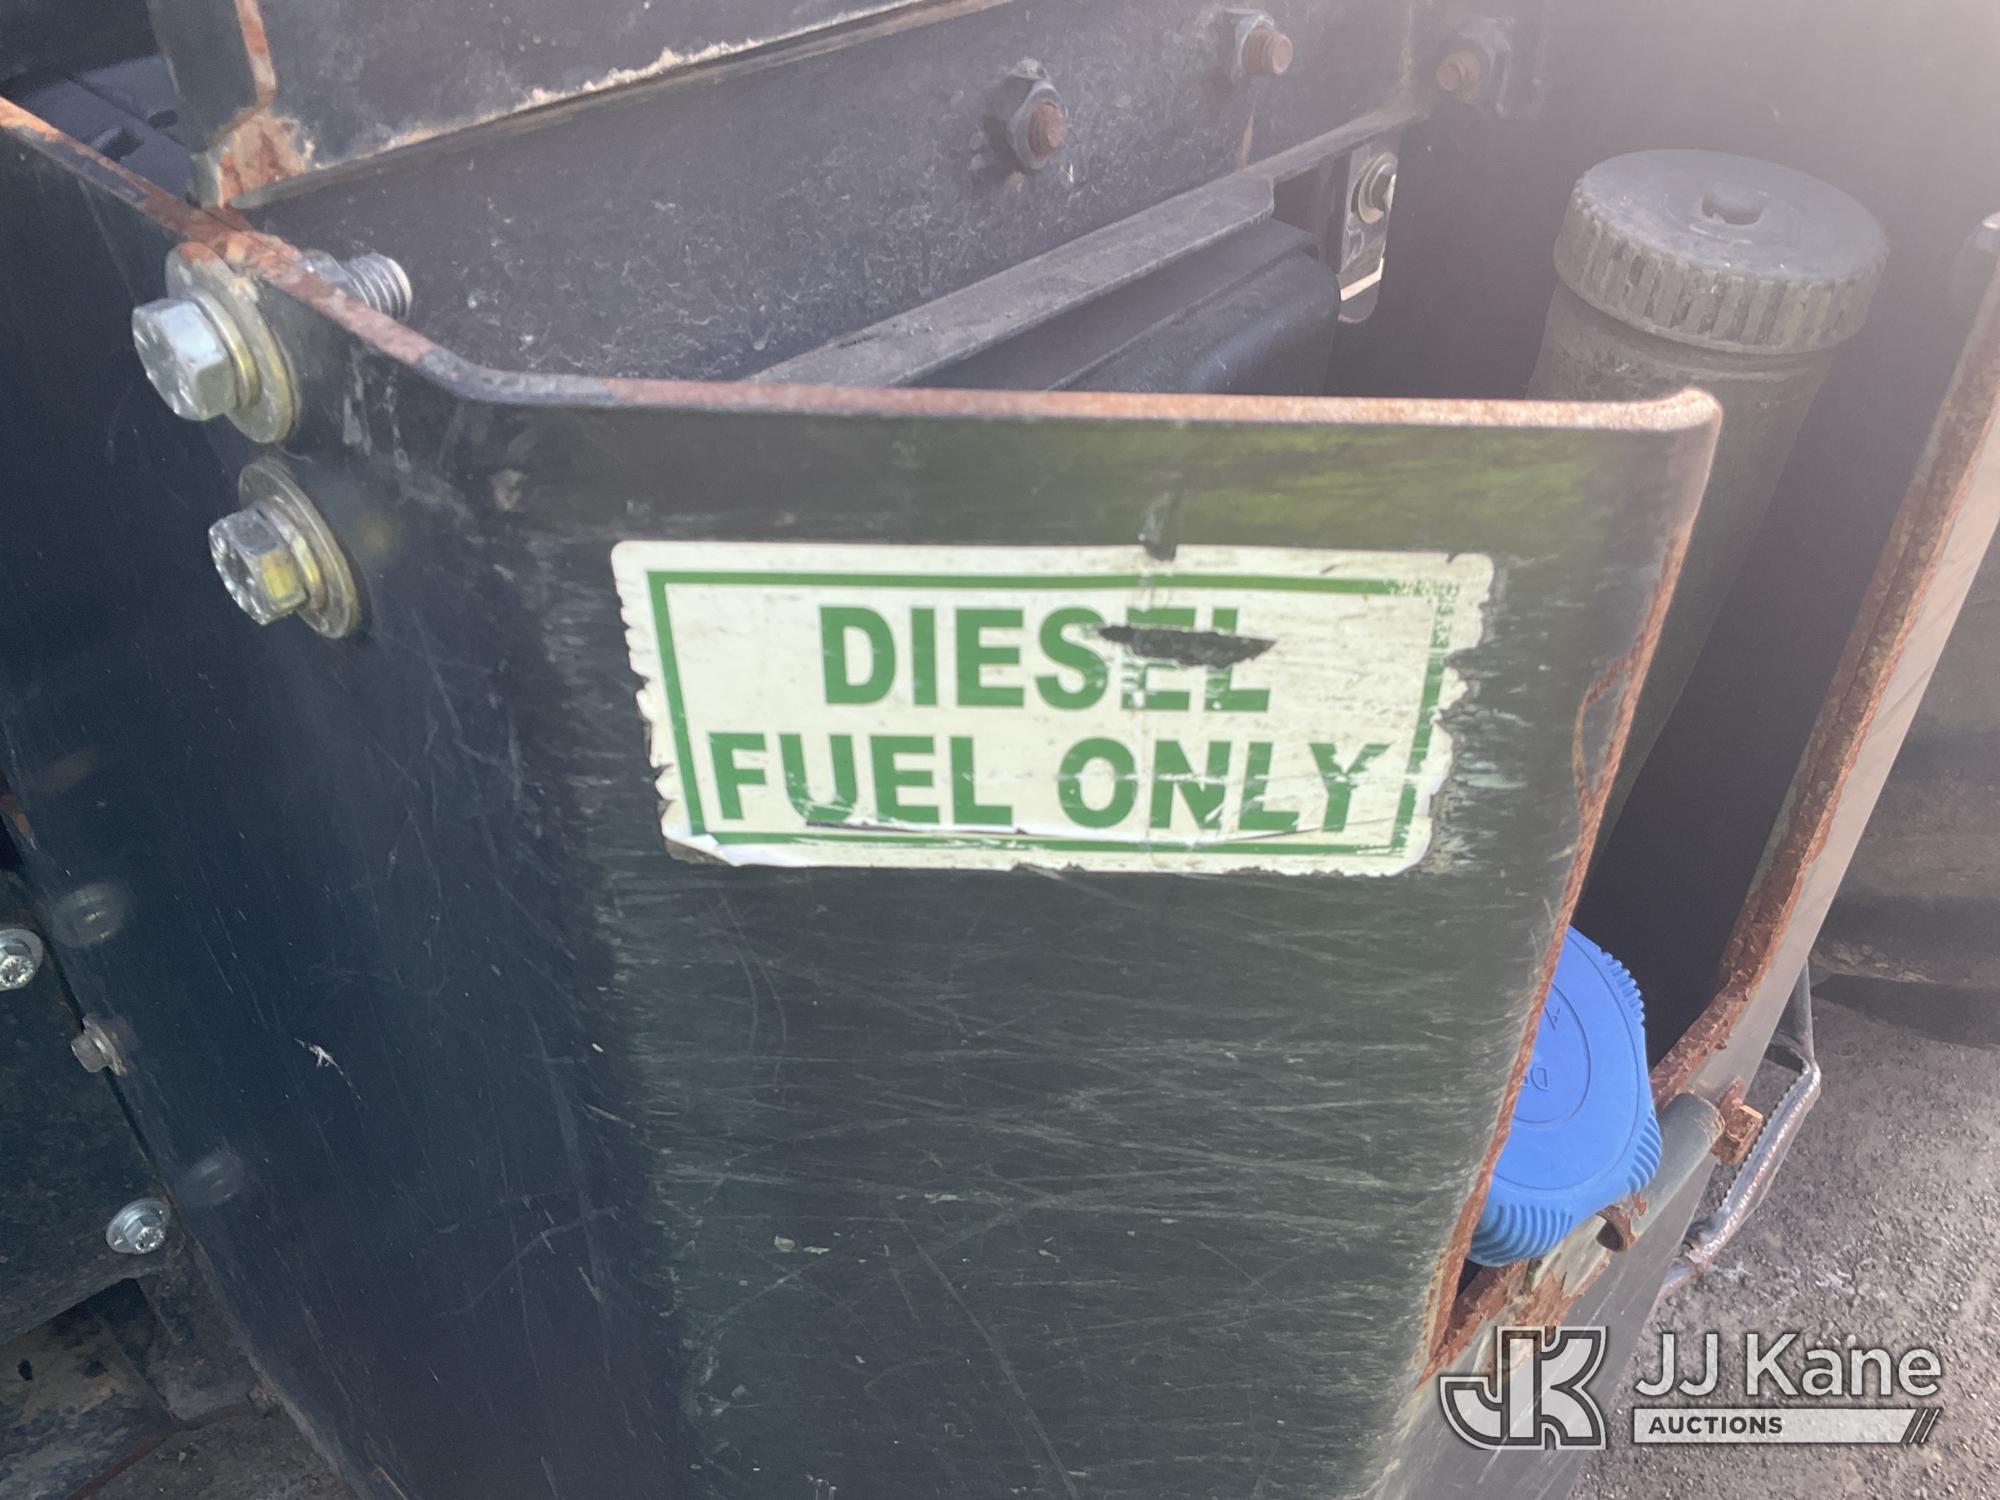 DIESEL
FUEL ONLY
JJ Kane
AUCTIONS